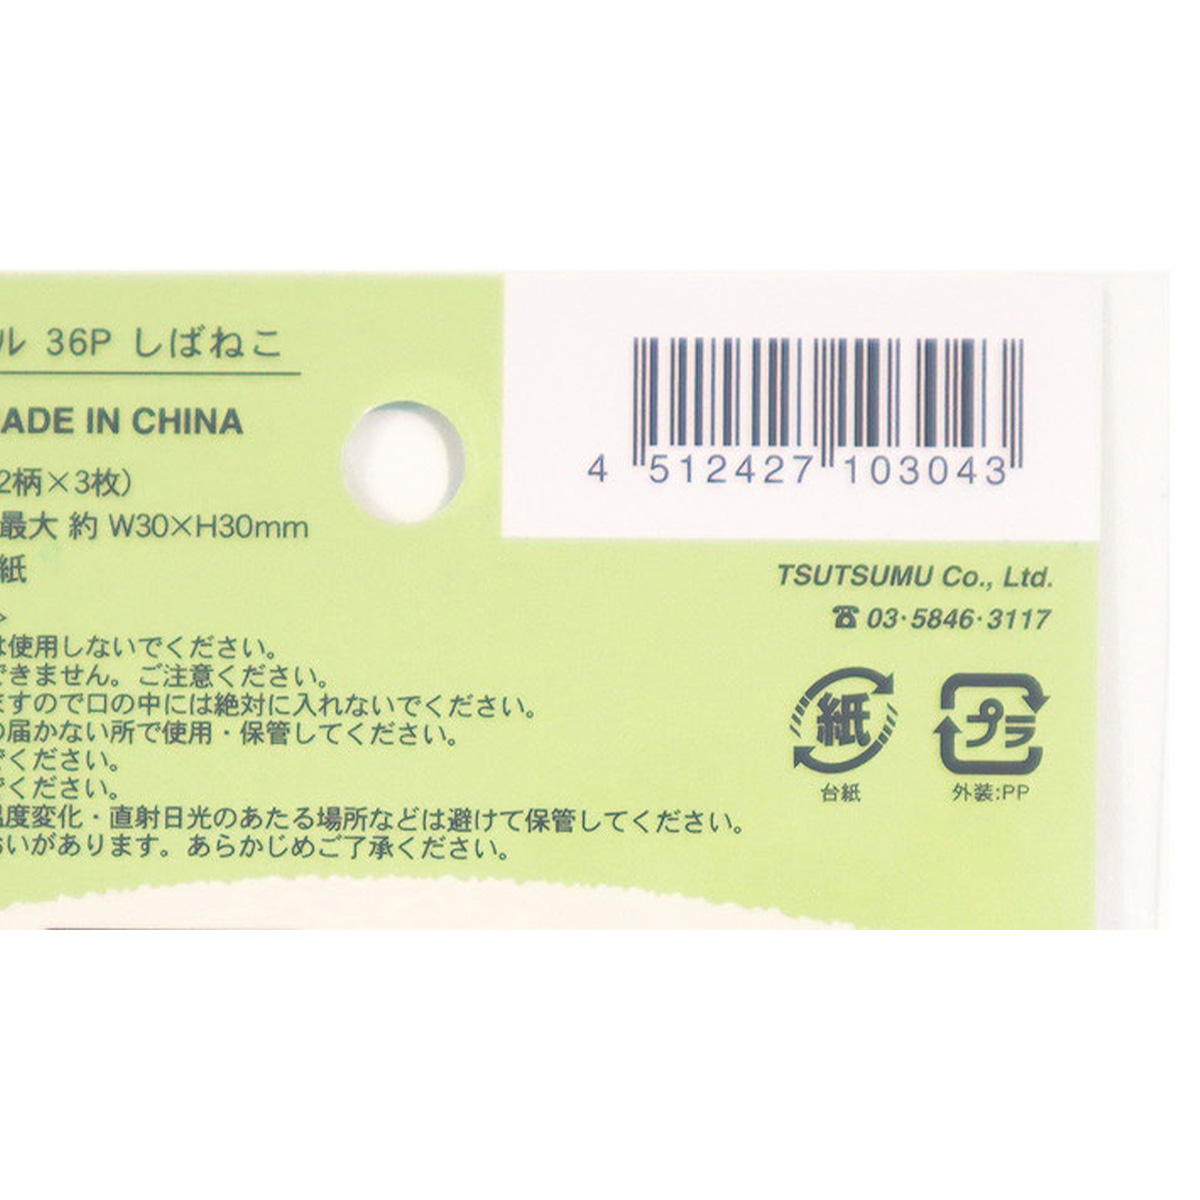 ル 36P しばねこ
ADE IN CHINA
2柄×3枚)
最大 約 W30×H30mm
紙
>
は使用しないでください。
できません。ご注意ください。
ますので口の中には絶対に入れないでください。
の届かない所で使用・保管してください。
でください。
でください。
温度変化・直射日光のあたる場所などは避けて保管してください。
おいがあります。あらかじめご了承ください。
4 512427 103043
TSUTSUMU Co., Ltd.
☎ 03·5846·3117
紙
台紙
プラ
外装:PP